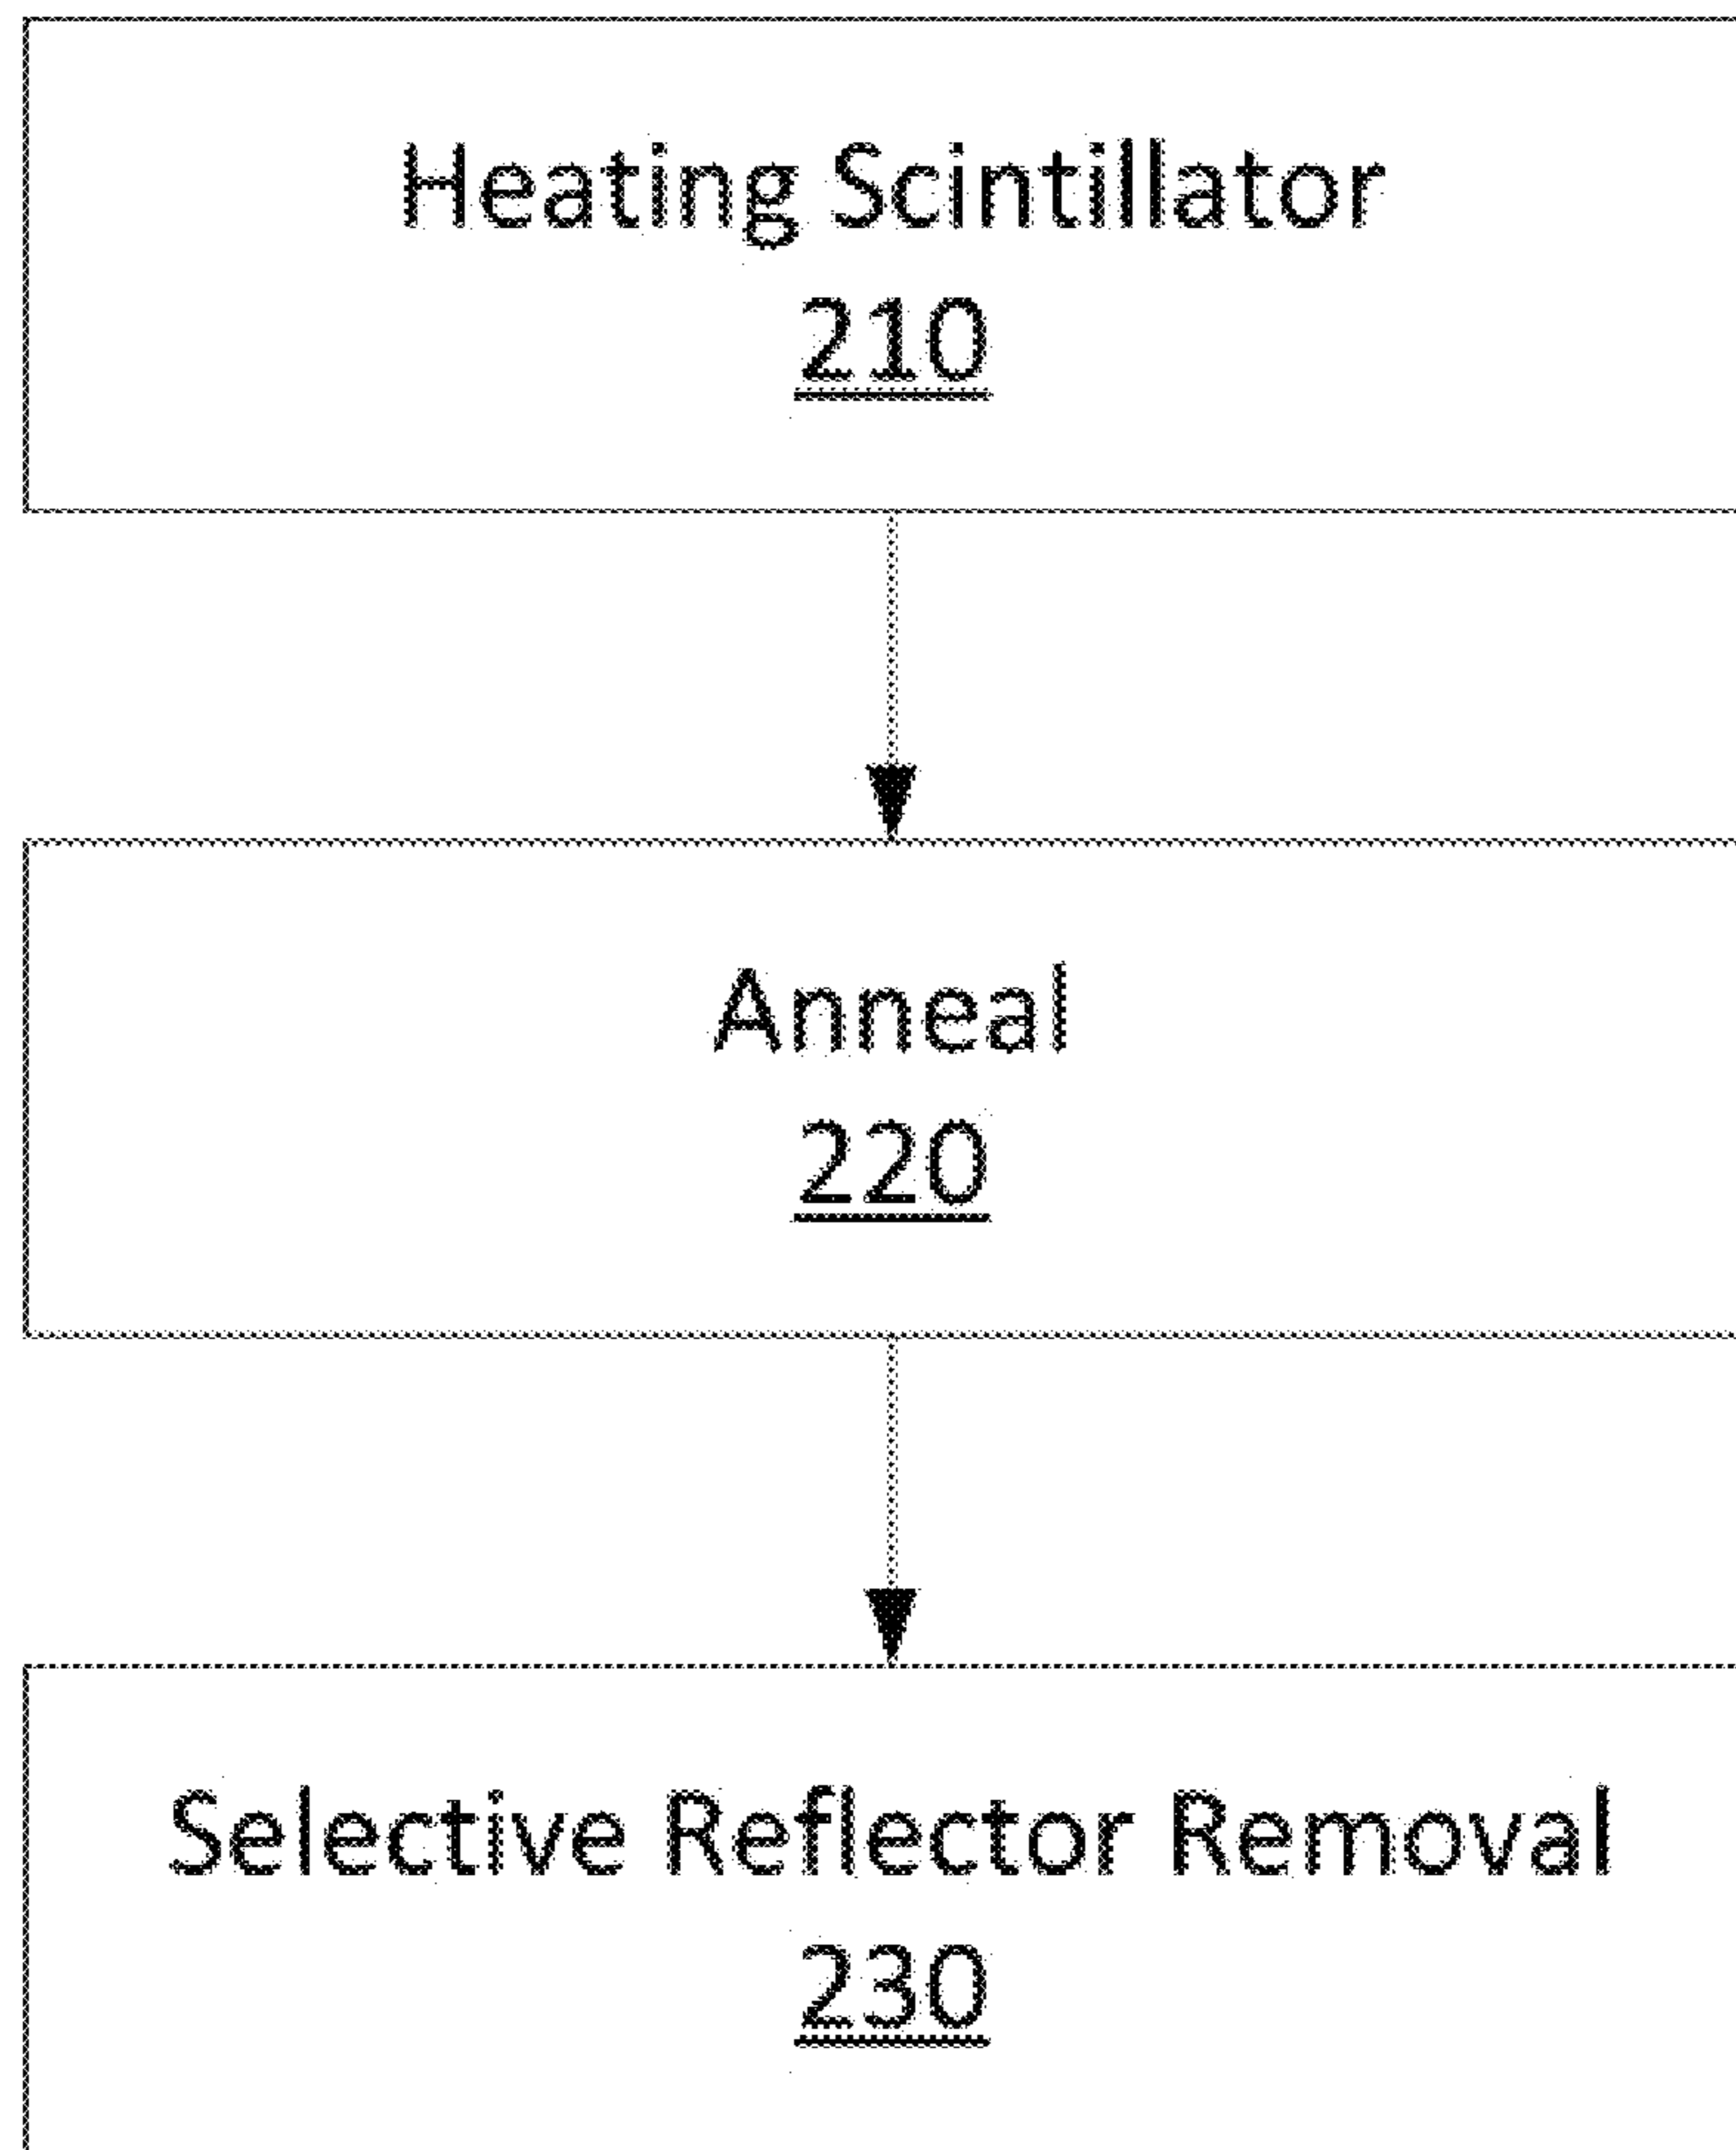 Heating Scintillator
210
Anneal
220
Selective Reflector Removal
230